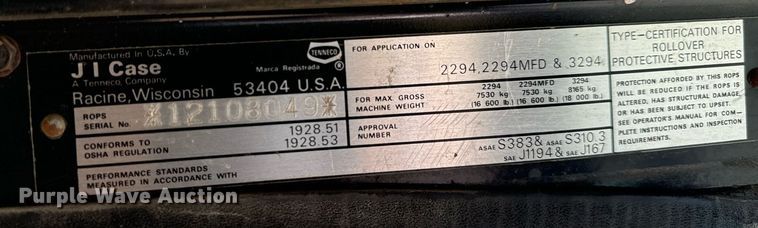 Manufactured in U.S.A. By
J I Case
A Tenneco Company
Racine, Wisconsin 53404 U.S.A.
TENNECO
Marca Registrada
ROPS
SERIAL No. *12108049*
CONFORMS TO
OSHA REGULATION
1928.51
1928.53
PERFORMANCE STANDARDS
MEASURED IN ACCORDANCE WITH
FOR APPLICATION ON
2294,2294MFD & 3294
FOR MAX. GROSS
MACHINE WEIGHT
2294 2294MFD 3294
7530 kg 7530 kg 8165 kg
(16 600 lb.) (16 600 lb.) (18 000 lb.)
APPROVAL
NUMBER
ASAE S383 & ASAE S310.3
SAE J1194 & SAE J167
TYPE-CERTIFICATION FOR
ROLLOVER
PROTECTIVE STRUCTURES
PROTECTION AFFORDED BY THIS ROPS
WILL BE REDUCED IF THE ROPS IS
ALTERED, HAS STRUCTURAL DAMAGE,
OR HAS BEEN SUBJECT TO UPSET.
SEE OPERATOR'S MANUAL FOR COM-
PLETE INSTRUCTIONS AND INSPECTION
REQUIREMENTS.
Purple Wave Auction